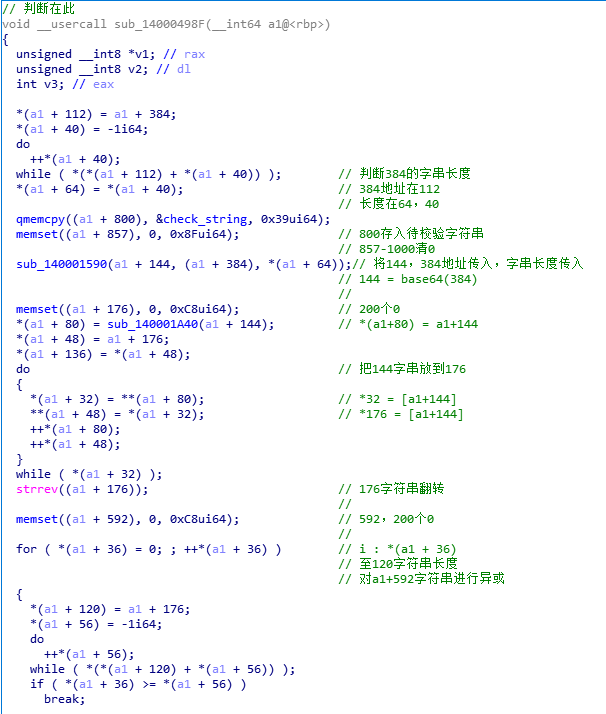 // 判断在此
void __usercall sub_14000498F(__int64 a1@<rbp>)
{
  unsigned __int8 *v1; // rax
  unsigned __int8 v2; // dl
  int v3; // eax

  *(a1 + 112) = a1 + 384;
  *(a1 + 40) = -1i64;
  do
    ++*(a1 + 40);
  while ( *(*(a1 + 112) + *(a1 + 40)) );        // 判断384的字串长度
  *(a1 + 64) = *(a1 + 40);                      // 384地址在112
                                                // 长度在64，40
  qmemcpy((a1 + 800), &check_string, 0x39ui64);
  memset((a1 + 857), 0, 0x8Fui64);              // 800存入待校验字符串
                                                // 857-1000清0
  sub_140001590(a1 + 144, (a1 + 384), *(a1 + 64));// 将144，384地址传入，字串长度传入
                                                // 144 = base64(384)
                                                //
  memset((a1 + 176), 0, 0xC8ui64);              // 200个0
  *(a1 + 80) = sub_140001A40(a1 + 144);         // *(a1+80) = a1+144
  *(a1 + 48) = a1 + 176;
  *(a1 + 136) = *(a1 + 48);
  do                                            // 把144字串放到176
  {
    *(a1 + 32) = **(a1 + 80);                   // *32 = [a1+144]
    **(a1 + 48) = *(a1 + 32);                   // *176 = [a1+144]
    ++*(a1 + 80);
    ++*(a1 + 48);
  }
  while ( *(a1 + 32) );
  strrev((a1 + 176));                           // 176字符串翻转
                                                //
  memset((a1 + 592), 0, 0xC8ui64);              // 592，200个0
                                                //
  for ( *(a1 + 36) = 0; ; ++*(a1 + 36) )        // i : *(a1 + 36)
                                                // 至120字符串长度
                                                // 对a1+592字符串进行异或
  {
    *(a1 + 120) = a1 + 176;
    *(a1 + 56) = -1i64;
    do
      ++*(a1 + 56);
    while ( *(*(a1 + 120) + *(a1 + 56)) );
    if ( *(a1 + 36) >= *(a1 + 56) )
      break;